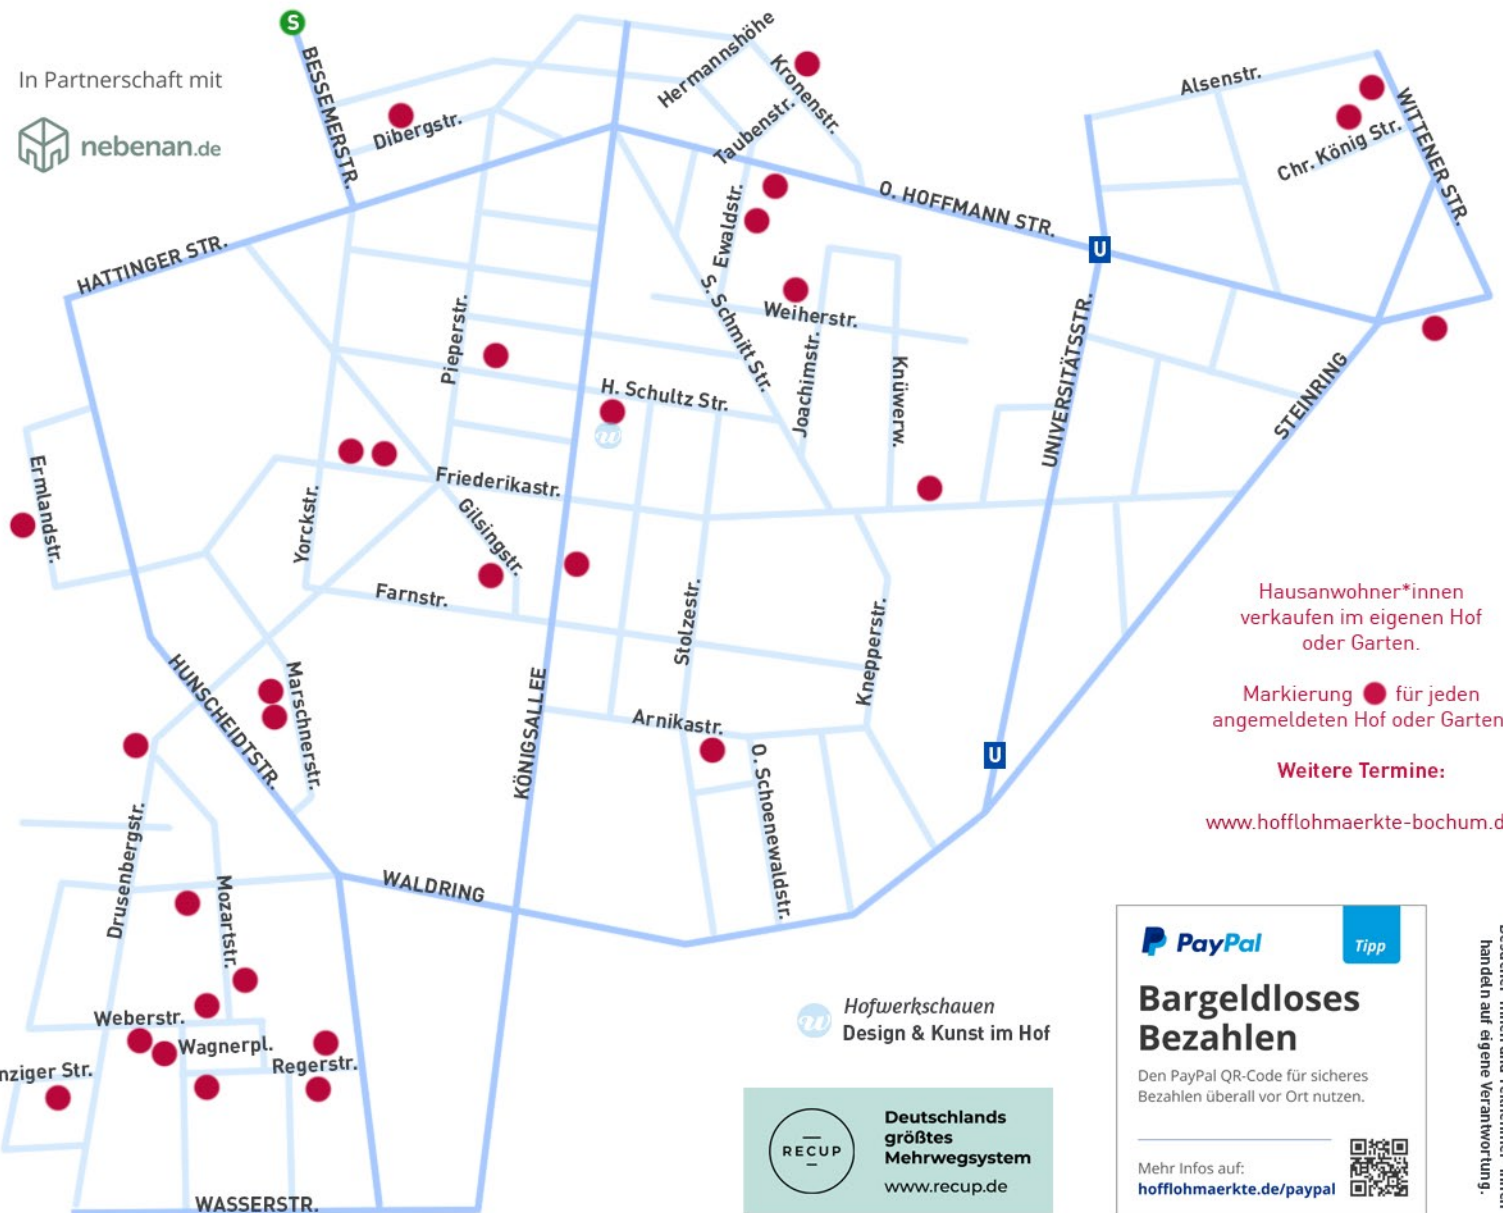 S
In Partnerschaft mit
nebenan.de
BESSEMERSTR.
Dibergstr.
Hermannshöhe
Kronenstr.
Taubenstr.
Alsenstr.
Chr. König Str.
WITTENER STR.
O. HOFFMANN STR.
U
HATTINGER STR.
Ewaldstr.
S. Schmitt Str.
Weiherstr.
Pieperstr.
Joachimstr.
Knüwerw.
UNIVERSITÄTSSTR.
STEINRING
H. Schultz Str.
w
Ermlandstr.
Yorckstr.
Friederikastr.
Gilsingstr.
Farnstr.
Stolzestr.
Knepperstr.
Hausanwohner*innen
verkaufen im eigenen Hof
oder Garten.
Markierung für jeden
angemeldeten Hof oder Garten
Weitere Termine:
www.hofflohmaerkte-bochum.d
HUNSCHEIDTSTR.
Marschnerstr.
KÖNIGSALLEE
Arnikastr.
O. Schoenewaldstr.
U
Drusenbergstr.
Mozartstr.
WALDRING
Weberstr.
Wagnerpl.
Regerstr.
nziger Str.
WASSERSTR.
w
Hofwerkschauen
Design & Kunst im Hof
RECUP
Deutschlands
größtes
Mehrwegsystem
www.recup.de
PayPal
Tipp
Bargeldloses
Bezahlen
Den PayPal QR-Code für sicheres
Bezahlen überall vor Ort nutzen.
Mehr Infos auf:
hofflohmaerkte.de/paypal
handeln auf eigene Verantwortung.